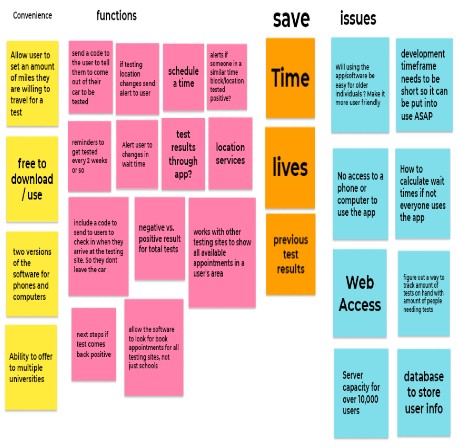 Convenience
functions
save
issues
Allow user to
set an amount
of miles they are
willing to
travel for a
test
free to
download
/ use
two versions
of the
software for
phones and
computers
Ability to offer
to multiple
universities
send a code to
the user to tell
them to come
out of their
car to be
tested
if testing
location
changes send
alert to user
schedule
a time
alerts if
someone in a
similar time
block/location
tested
positive?
reminders to
get tested
every 2 weeks
or so
Alert user to
changes in
wait time
test
results
through
app?
location
services
include a code to
send to users to
check in when they
arrive at the testing
site. So they dont
leave the car
negative vs.
positive result
for total tests
works with other
testing sites to show
all available
appointments in a
user's area
next steps if
test comes
back positive
allow the software
to look for book
appointments for all
testing sites, not
just schools
Time
lives
previous
test
results
Will using the
app/software be
easy for older
individuals ? Make it
more user friendly
development
timeframe
needs to be
short so it can
be put into
use ASAP
No access to a
phone or
computer to
use the app
How to
calculate wait
times if not
everyone uses
the app
Web
Access
Figure out a way to
track amount of
tests on hand with
amount of people
needing tests
Server
capacity for
over 10,000
users
database
to store
user info